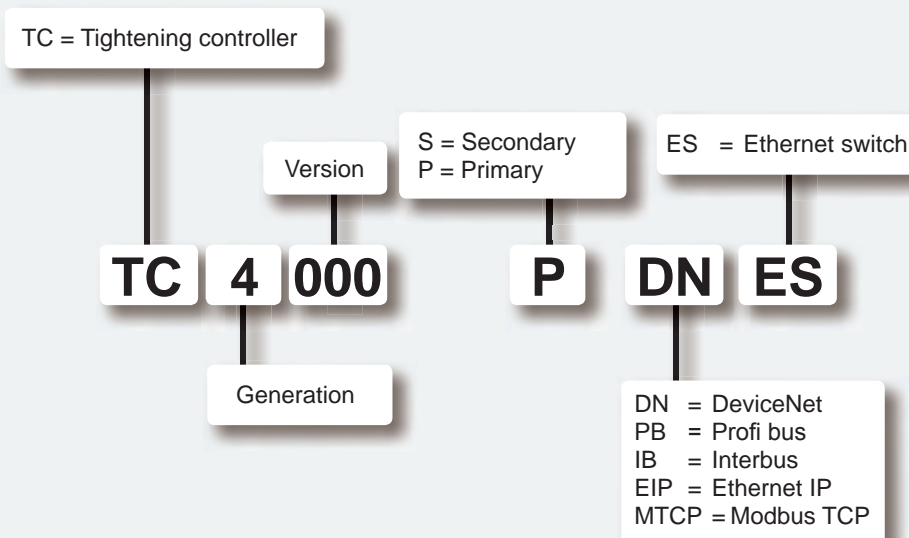 TC = Tightening controller
Version
S = Secondary
P = Primary
ES = Ethernet switch
TC 4 000 P DN ES
Generation
DN = DeviceNet
PB = Profi bus
IB = Interbus
EIP = Ethernet IP
MTCP = Modbus TCP